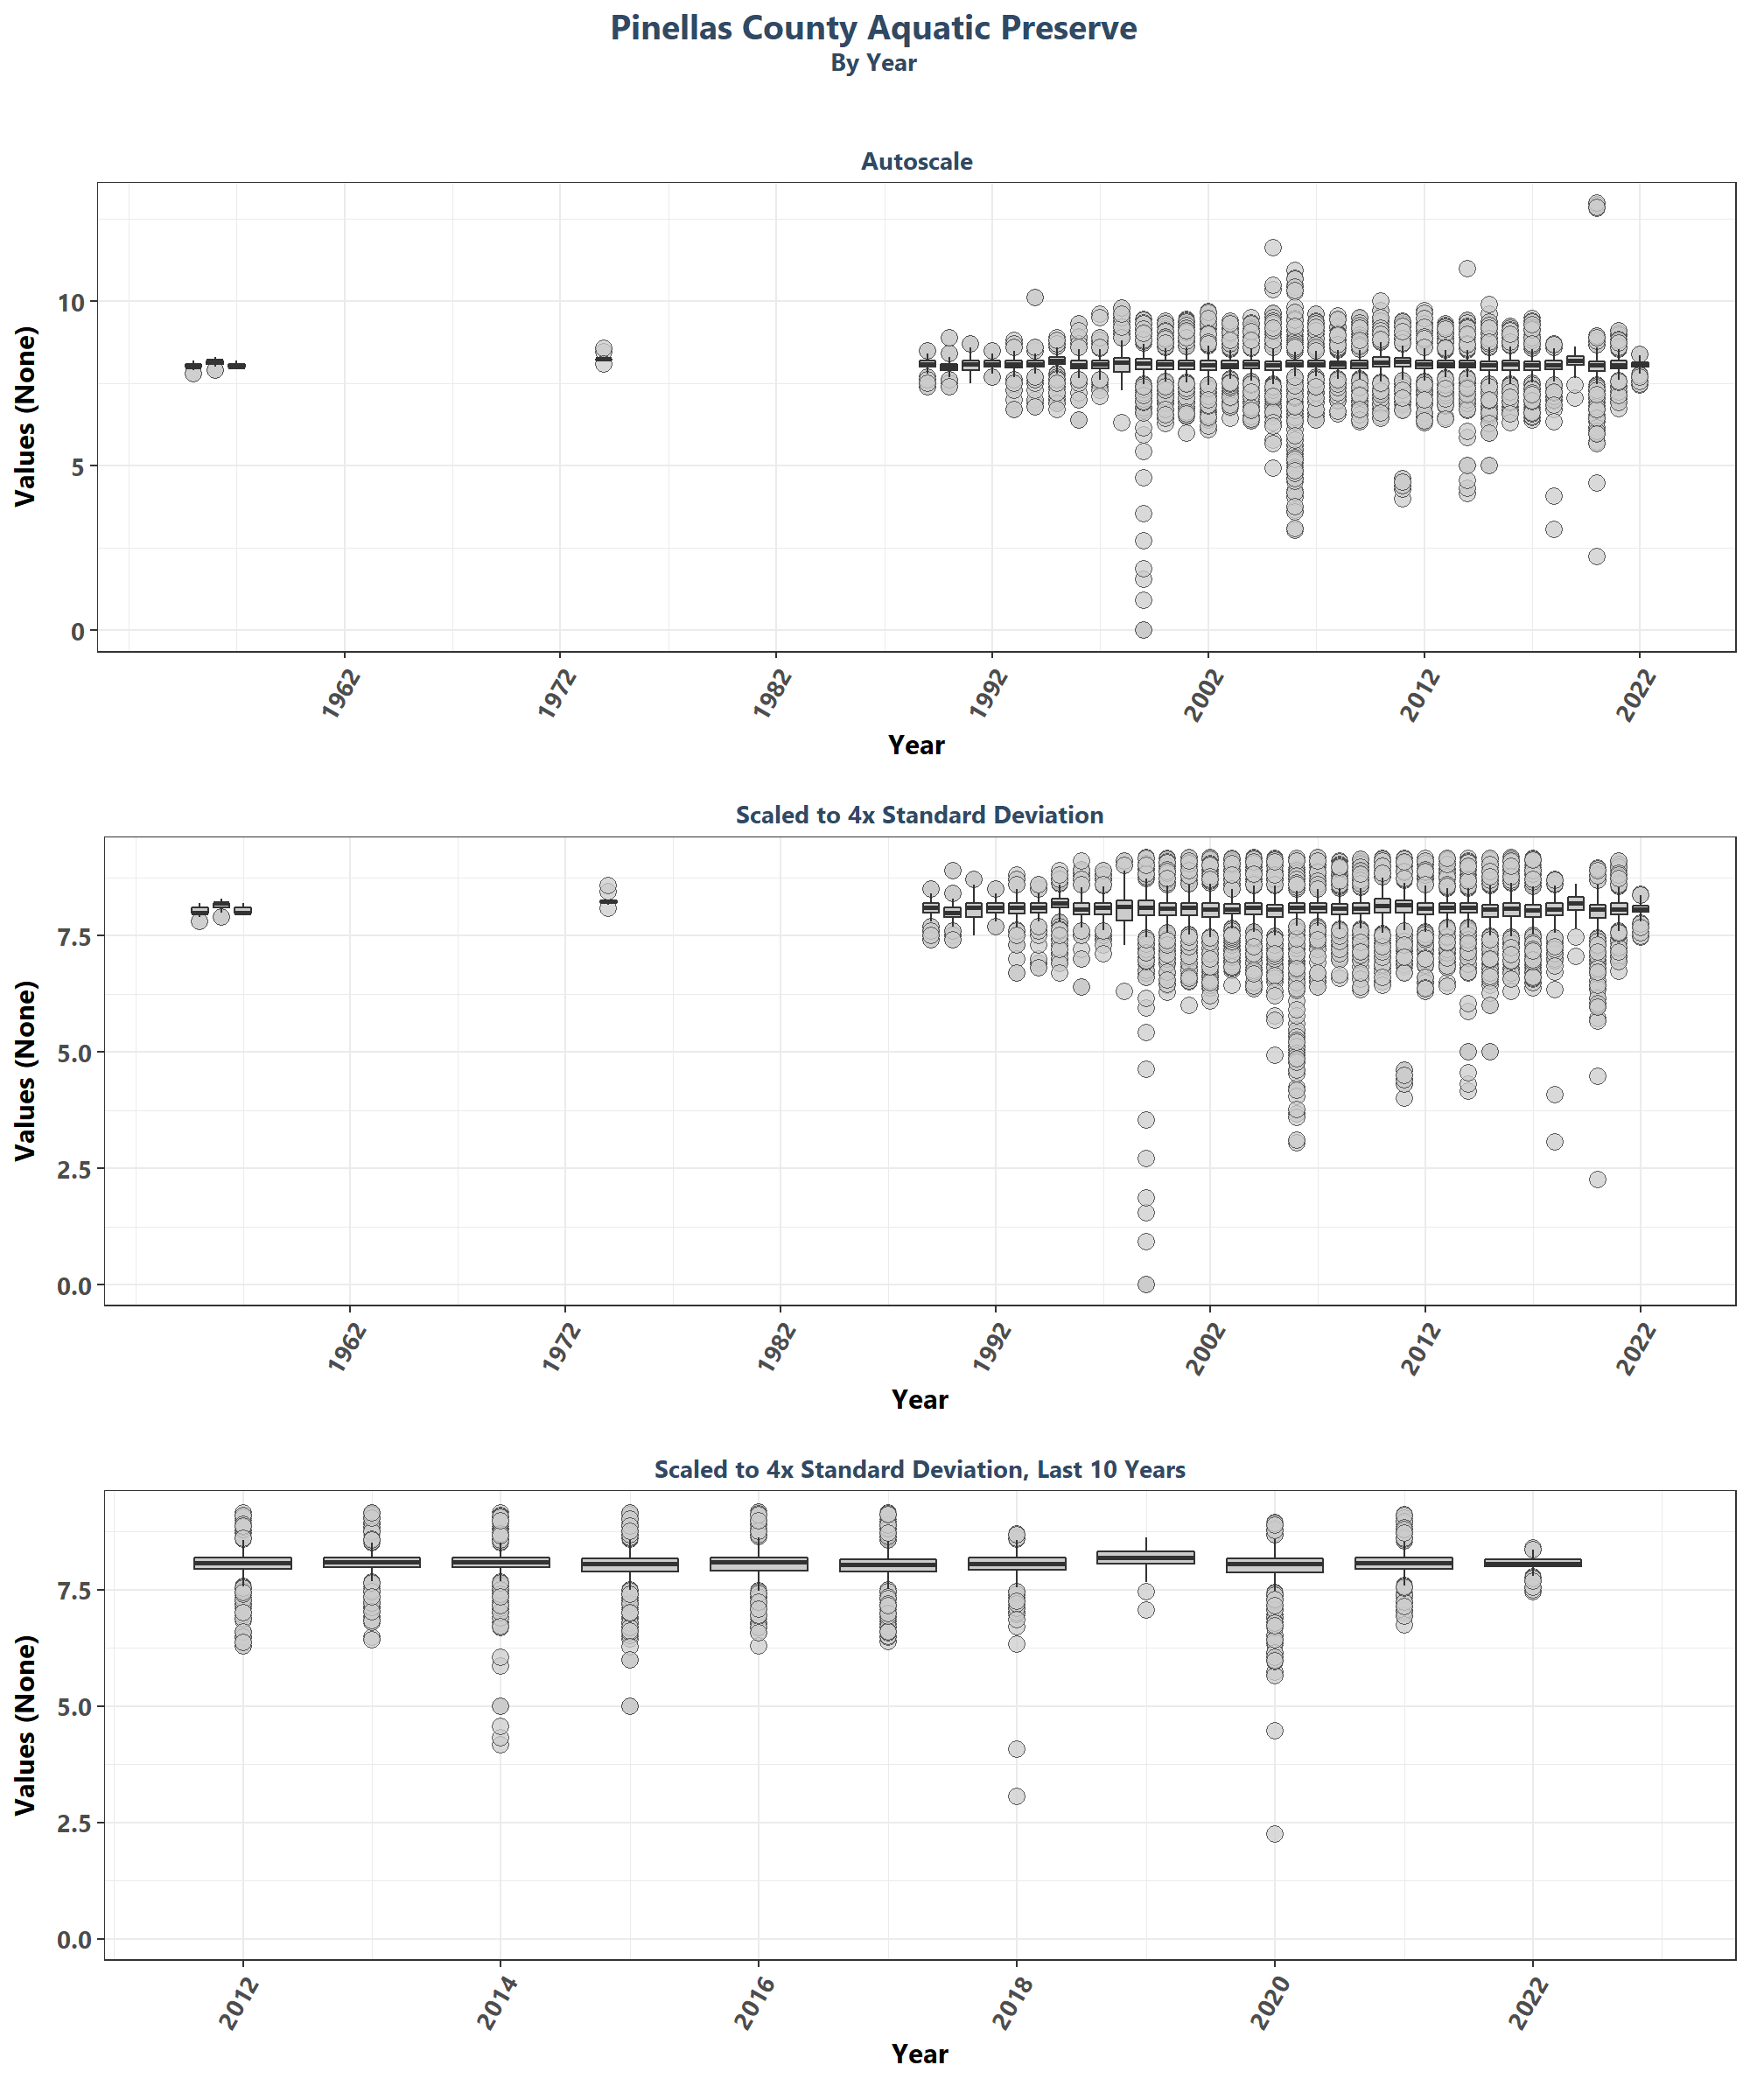 Pinellas County Aquatic Preserve
By Year
Autoscale
Values (None)
10
5
0
1962
1972
1982
1992
2002
2012
2022
Year
Scaled to 4x Standard Deviation
Values (None)
7.5
5.0
2.5
0.0
1962
1972
1982
1992
2002
2012
2022
Year
Scaled to 4x Standard Deviation, Last 10 Years
Values (None)
7.5
5.0
2.5
0.0
2012
2014
2016
2018
2020
2022
Year